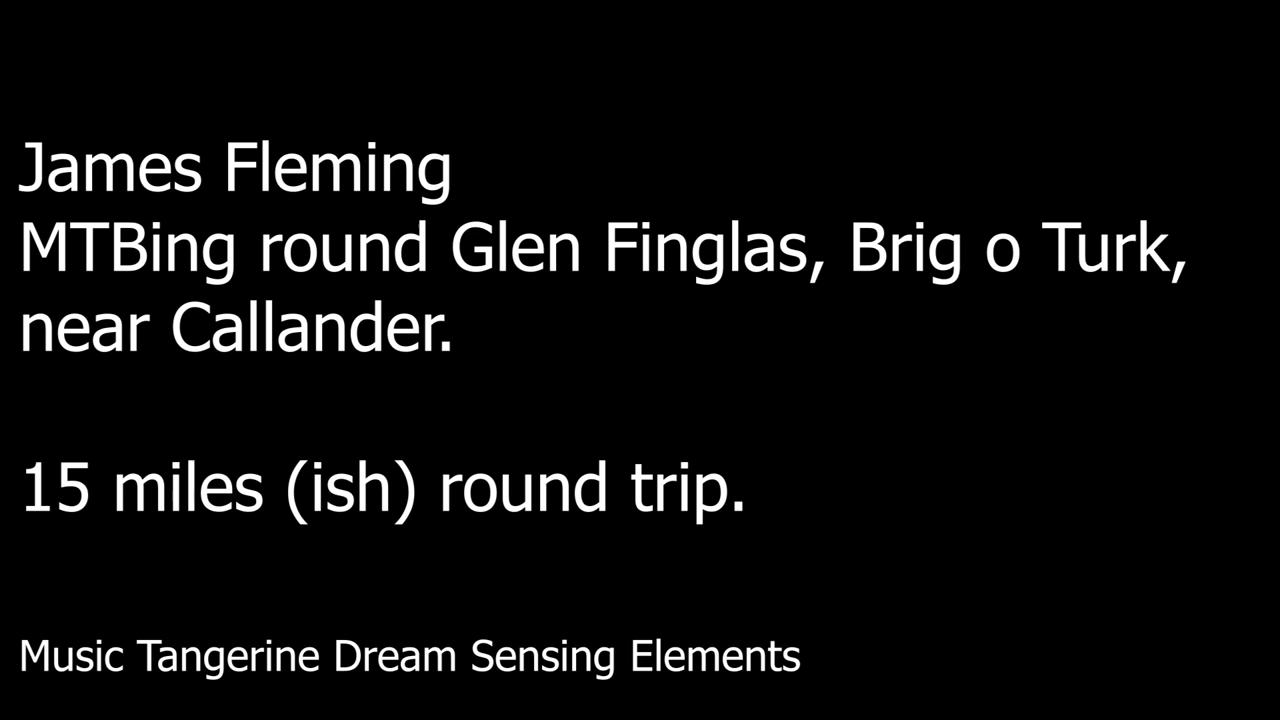 James Fleming
MTBing round Glen Finglas, Brig o Turk,
near Callander.
15 miles (ish) round trip.
Music Tangerine Dream Sensing Elements